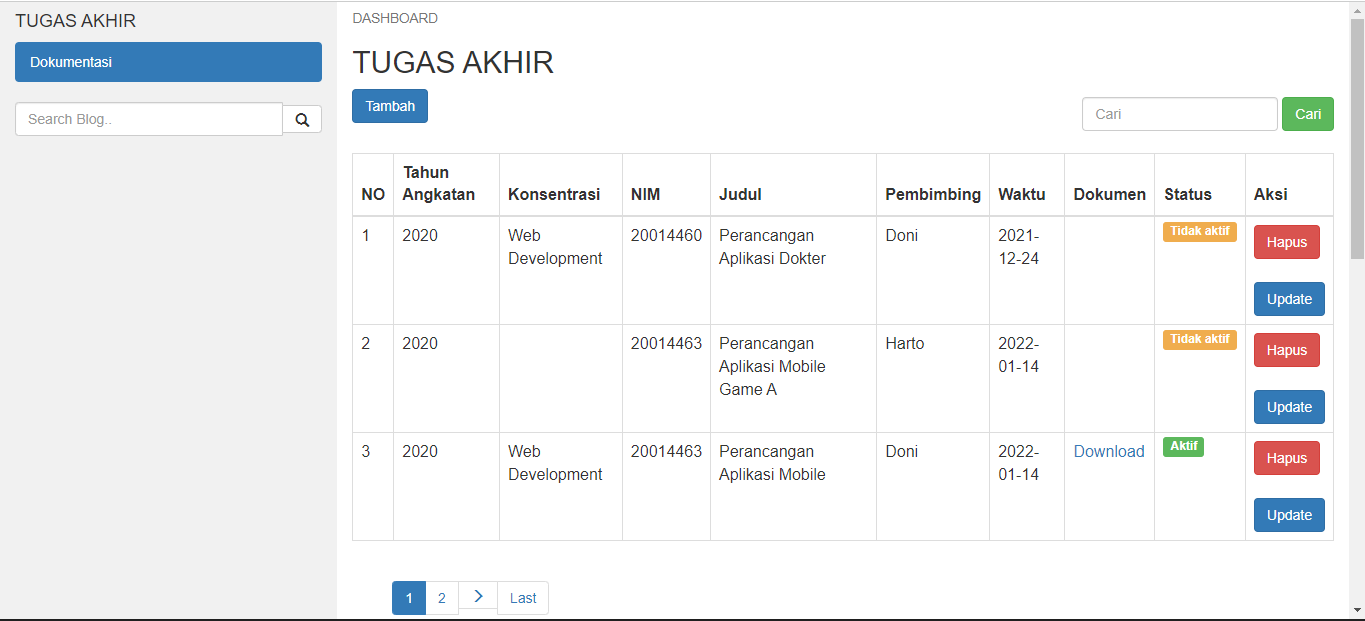 TUGAS AKHIR
Dokumentasi
Search Blog..
DASHBOARD
TUGAS AKHIR
Tambah
Cari Cari
NO Tahun Angkatan Konsentrasi NIM Judul Pembimbing Waktu Dokumen Status Aksi
1 2020 Web Development 20014460 Perancangan Aplikasi Dokter Doni 2021-12-24 Tidak aktif Hapus Update
2 2020 20014463 Perancangan Aplikasi Mobile Game A Harto 2022-01-14 Tidak aktif Hapus Update
3 2020 Web Development 20014463 Perancangan Aplikasi Mobile Doni 2022-01-14 Download Aktif Hapus Update
1 2 > Last